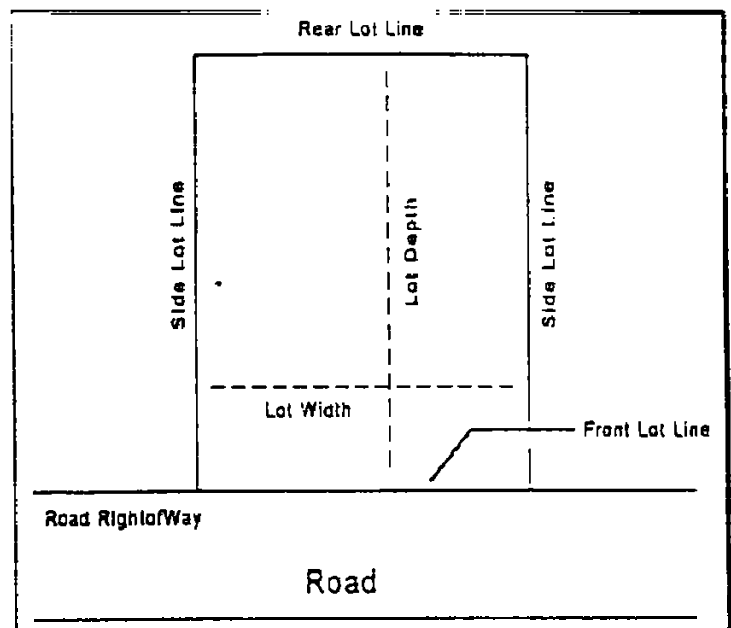 Rear Lot Line
Side Lot Line
Lot Depth
Side Lot Line
Lot Width
Front Lot Line
Road RightofWay
Road